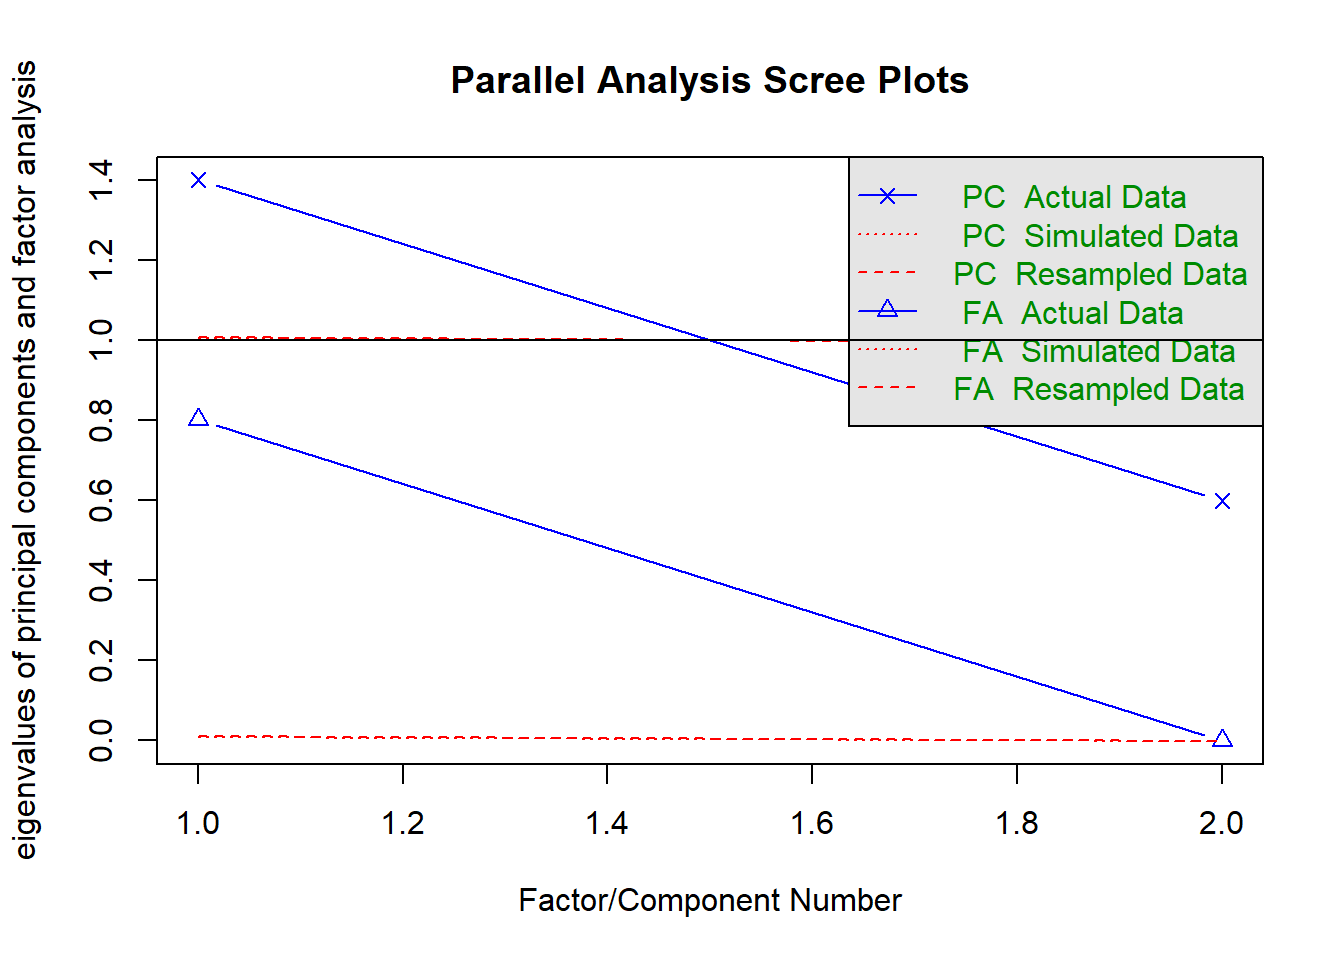 Parallel Analysis Scree Plots
eigenvalues of principal components and factor analysis
1.4
1.2
1.0
0.8
0.6
0.4
0.2
0.0
PC Actual Data
PC Simulated Data
PC Resampled Data
FA Actual Data
FA Simulated Data
FA Resampled Data
1.0 1.2 1.4 1.6 1.8 2.0
Factor/Component Number